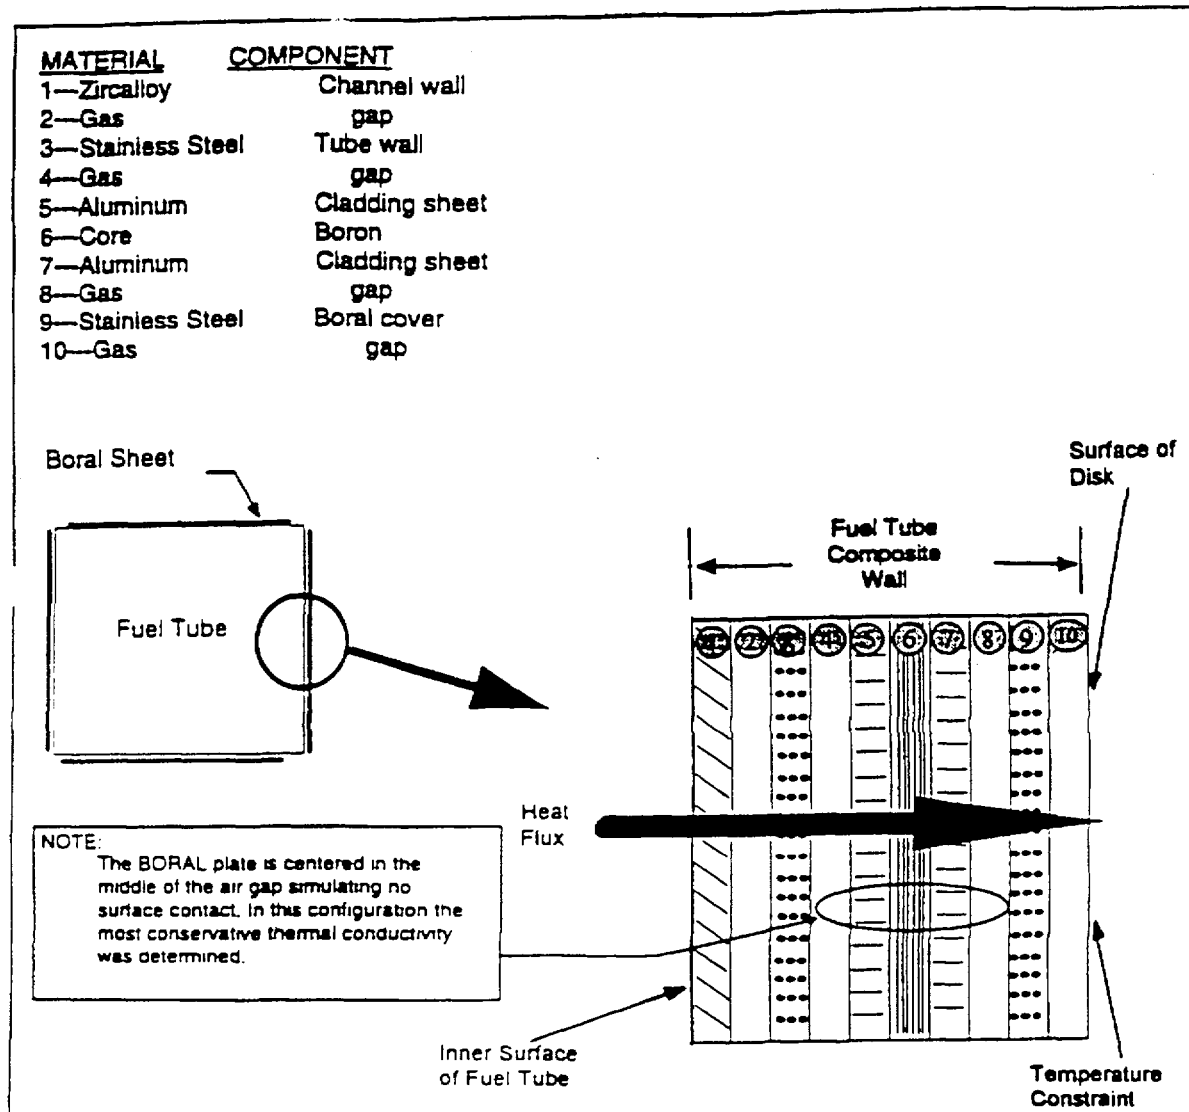 MATERIAL COMPONENT
1—Zircalloy Channel wall
2—Gas gap
3—Stainless Steel Tube wall
4—Gas gap
5—Aluminum Cladding sheet
6—Core Boron
7—Aluminum Cladding sheet
8—Gas gap
9—Stainless Steel Boral cover
10—Gas gap
Boral Sheet
Fuel Tube
Surface of
Disk
Fuel Tube
Composite
Wall
1 2 3 4 5 6 7 8 9 10
Heat
Flux
NOTE:
The BORAL plate is centered in the
middle of the air gap simulating no
surface contact. In this configuration the
most conservative thermal conductivity
was determined.
Inner Surface
of Fuel Tube
Temperature
Constraint